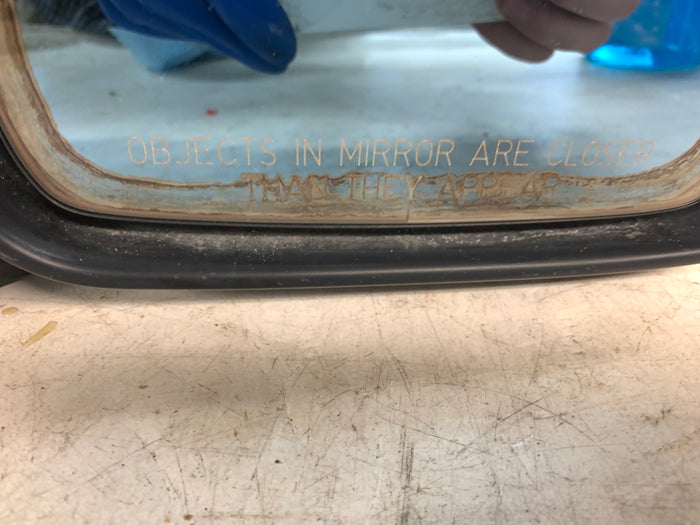 OBJECTS IN MIRROR ARE CLOSER
THAN THEY APPEAR